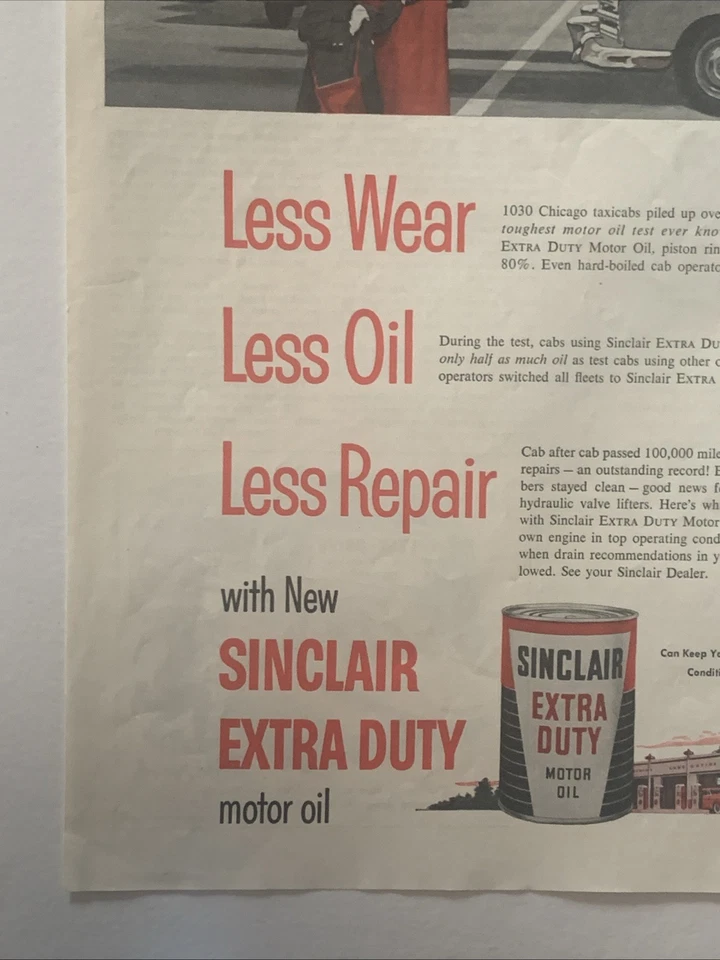 Less Wear
1030 Chicago taxicabs piled up ove
toughest motor oil test ever kno
EXTRA DUTY Motor Oil, piston rin
80%. Even hard-boiled cab operato
Less Oil
During the test, cabs using Sinclair EXTRA DU
only half as much oil as test cabs using other c
operators switched all fleets to Sinclair EXTRA
Less Repair
Cab after cab passed 100,000 mile
repairs — an outstanding record! E
bers stayed clean — good news f
hydraulic valve lifters. Here's wh
with Sinclair EXTRA DUTY Motor
own engine in top operating cond
when drain recommendations in y
lowed. See your Sinclair Dealer.
with New
SINCLAIR
EXTRA DUTY
motor oil
SINCLAIR
EXTRA
DUTY
MOTOR
OIL
Can Keep Yo
Conditi